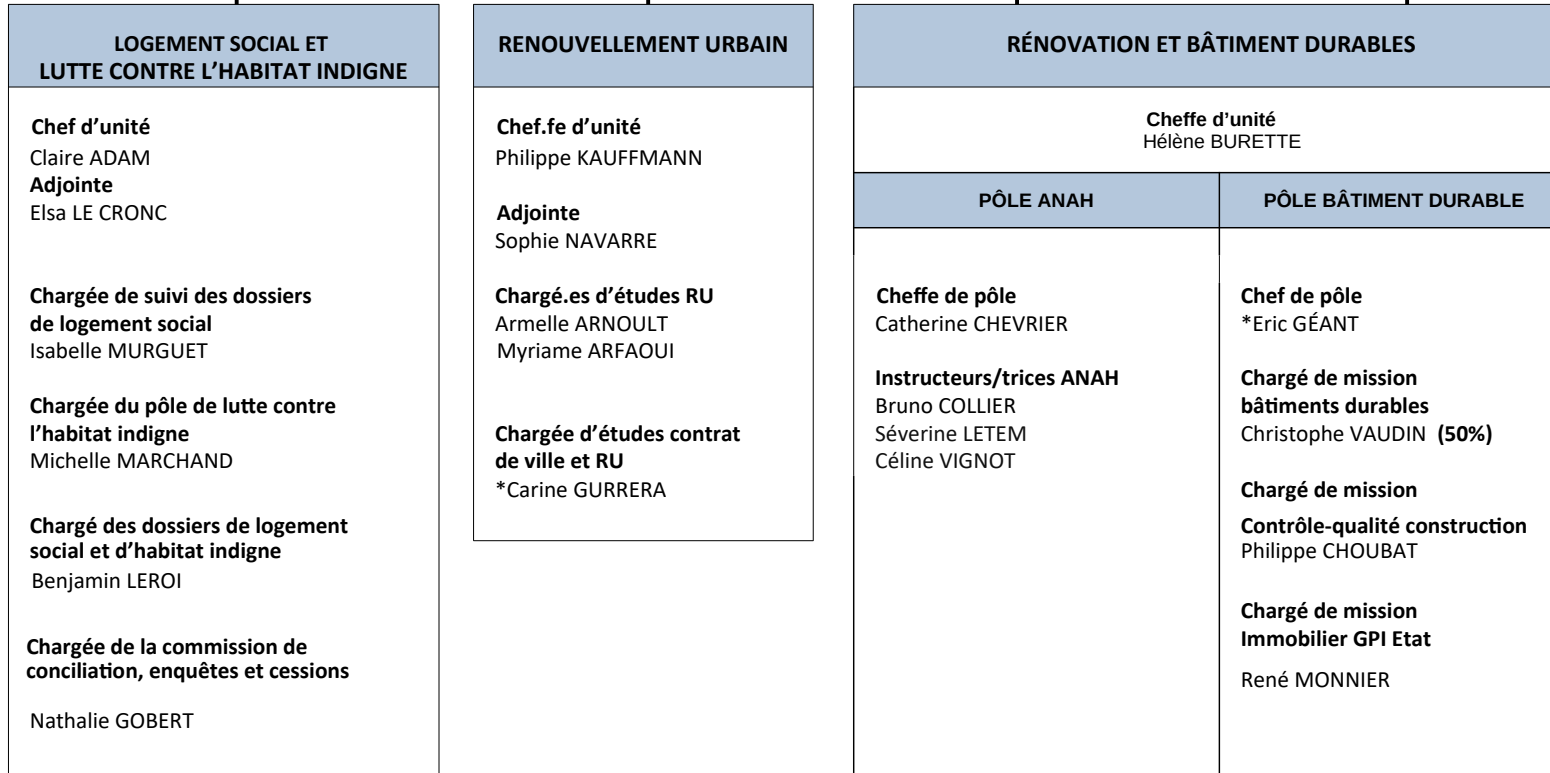 LOGEMENT SOCIAL ET
LUTTE CONTRE L’HABITAT INDIGNE
Chef d’unité
Claire ADAM
Adjointe
Elsa LE CRONC
Chargée de suivi des dossiers
de logement social
Isabelle MURGUET
Chargée du pôle de lutte contre
l’habitat indigne
Michelle MARCHAND
Chargé des dossiers de logement
social et d’habitat indigne
Benjamin LEROI
Chargée de la commission de
conciliation, enquêtes et cessions
Nathalie GOBERT
RENOUVELLEMENT URBAIN
Chef.fe d’unité
Philippe KAUFFMANN
Adjointe
Sophie NAVARRE
Chargé.es d’études RU
Armelle ARNOULT
Myriame ARFAOUI
Chargée d’études contrat
de ville et RU
*Carine GURRERA
RÉNOVATION ET BÂTIMENT DURABLES
Cheffe d’unité
Hélène BURETTE
PÔLE ANAH
Cheffe de pôle
Catherine CHEVRIER
Instructeurs/trices ANAH
Bruno COLLIER
Séverine LETEM
Céline VIGNOT
PÔLE BÂTIMENT DURABLE
Chef de pôle
*Eric GÉANT
Chargé de mission
bâtiments durables
Christophe VAUDIN (50%)
Chargé de mission
Contrôle-qualité construction
Philippe CHOUBAT
Chargé de mission
Immobilier GPI Etat
René MONNIER